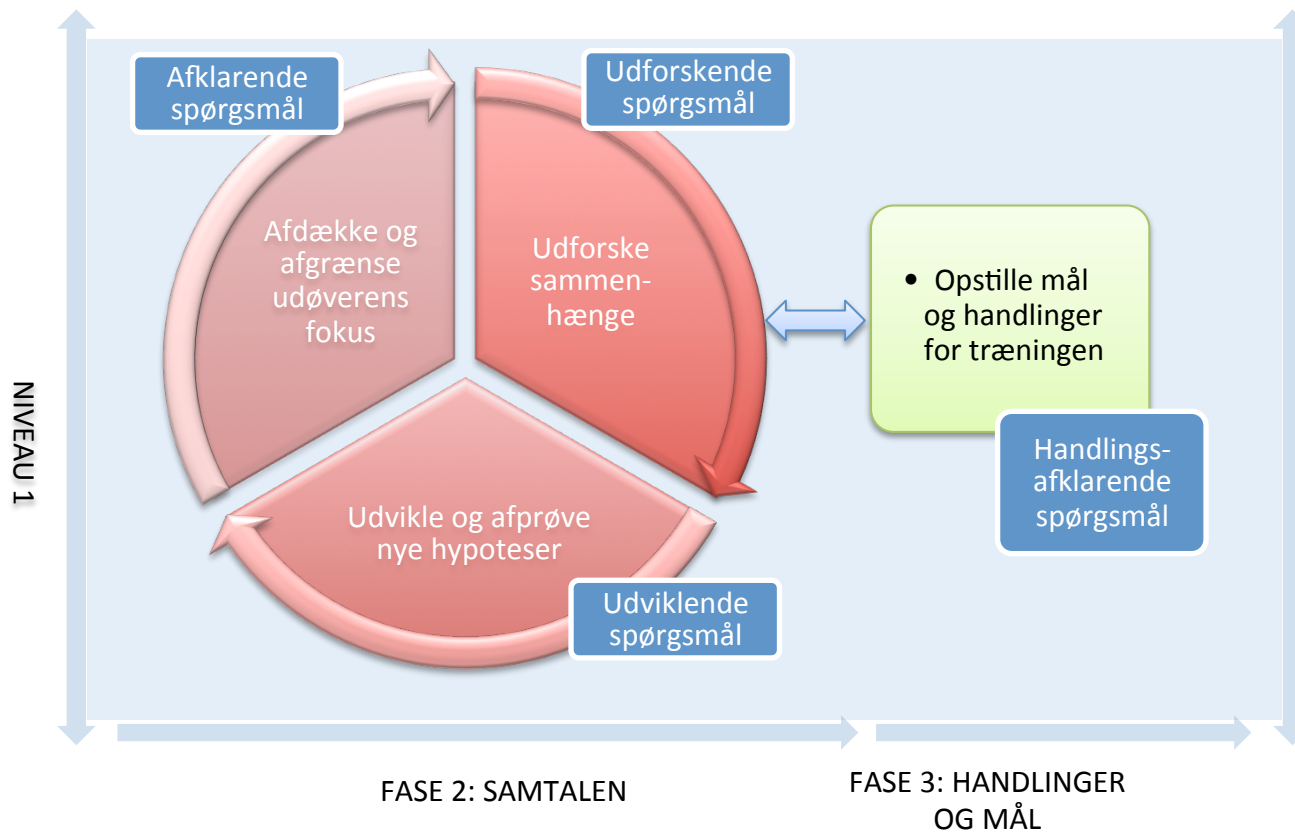 Afklarende
spørgsmål
Udforskende
spørgsmål
Afdække og
afgrænse
udøverens
fokus
Udforske
sammen-
hænge
• Opstille mål
og handlinger
for træningen
Handlings-
afklarende
spørgsmål
Udvikle og afprøve
nye hypoteser
Udviklende
spørgsmål
NIVEAU 1
FASE 2: SAMTALEN
FASE 3: HANDLINGER
OG MÅL